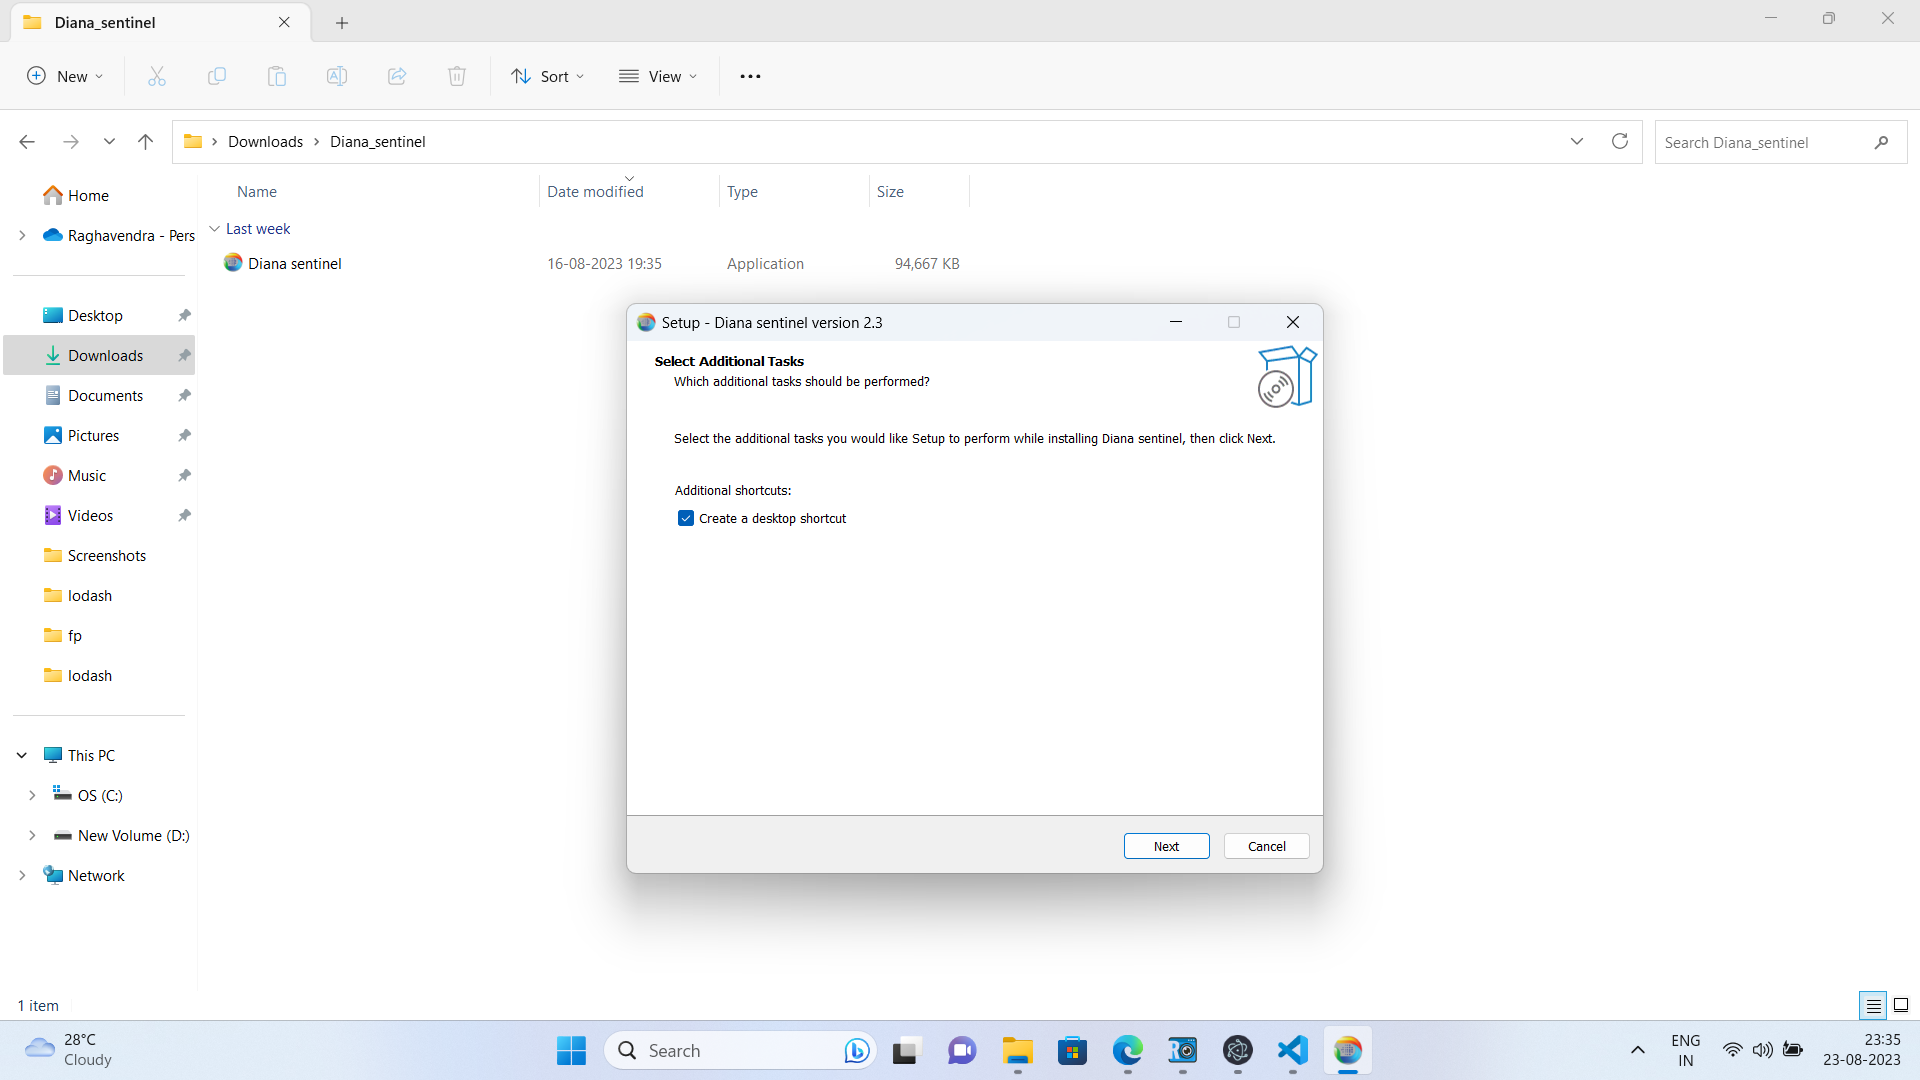 Diana_sentinel
New
Sort
View
Downloads
Diana_sentinel
Search Diana_sentinel
Name
Date modified
Type
Size
Home
Raghavendra - Pers
Last week
Diana sentinel
16-08-2023 19:35
Application
94,667 KB
Desktop
Downloads
Documents
Pictures
Music
Videos
Screenshots
lodash
fp
lodash
This PC
OS (C:)
New Volume (D:)
Network
Setup - Diana sentinel version 2.3
Select Additional Tasks
Which additional tasks should be performed?
Select the additional tasks you would like Setup to perform while installing Diana sentinel, then click Next.
Additional shortcuts:
Create a desktop shortcut
Next
Cancel
1 item
28°C
Cloudy
Search
ENG
IN
23:35
23-08-2023